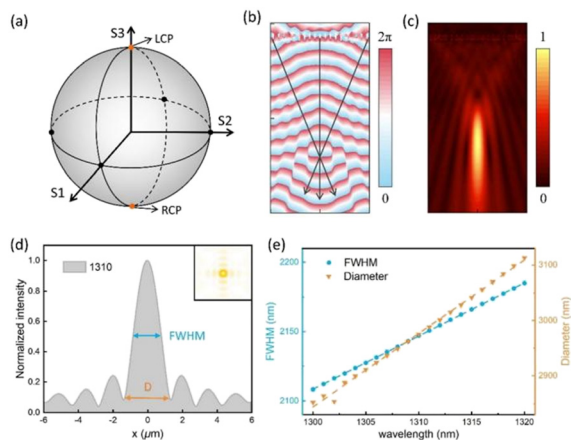 (a)
S3
LCP
S2
S1
RCP
(b)
2π
0
(c)
1
0
(d)
1310
Normalized intensity
1.0
0.8
0.6
0.4
0.2
0.0
FWHM
D
-6 -4 -2 0 2 4 6
x (μm)
(e)
FWHM
Diameter
FWHM (nm)
2200
2150
2100
Diameter (nm)
3100
3000
2900
1300 1305 1310 1315 1320
wavelength (nm)